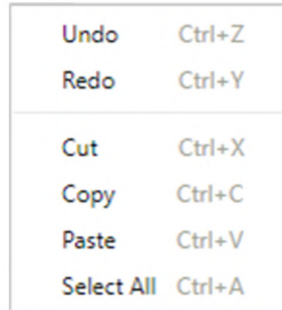 Undo Ctrl+Z
Redo Ctrl+Y
Cut Ctrl+X
Copy Ctrl+C
Paste Ctrl+V
Select All Ctrl+A